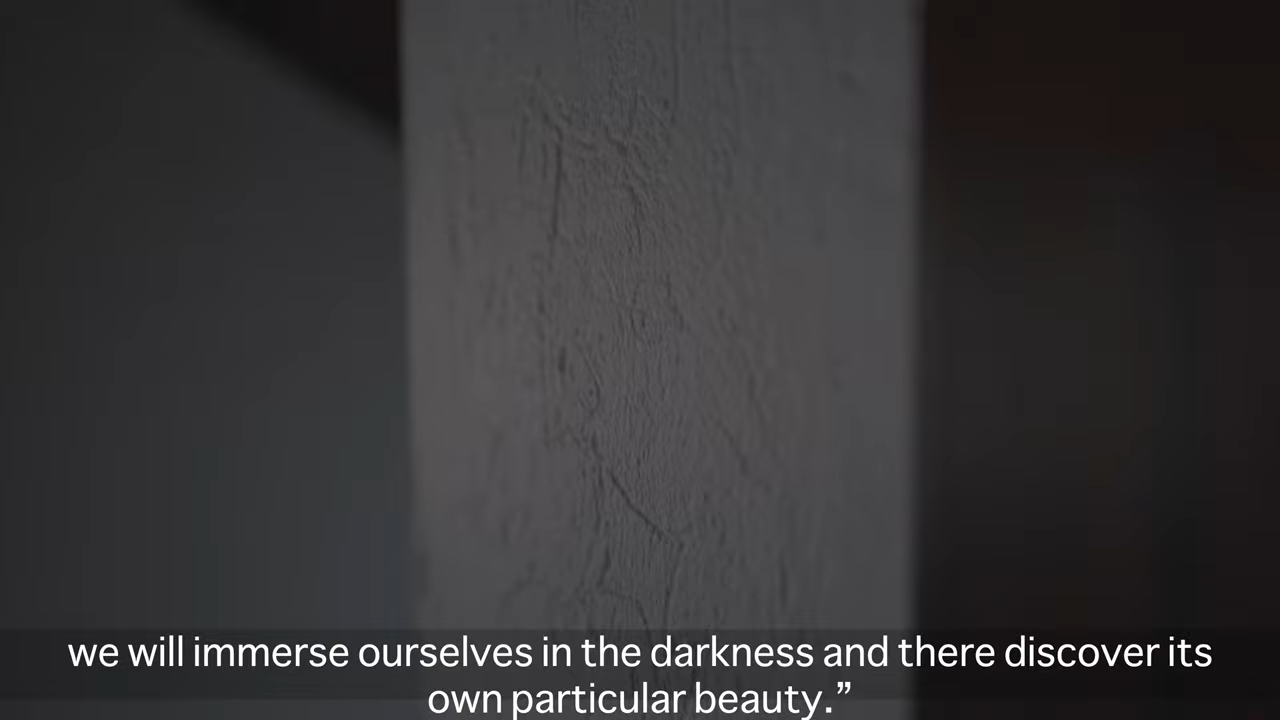 we will immerse ourselves in the darkness and there discover its
own particular beauty.”